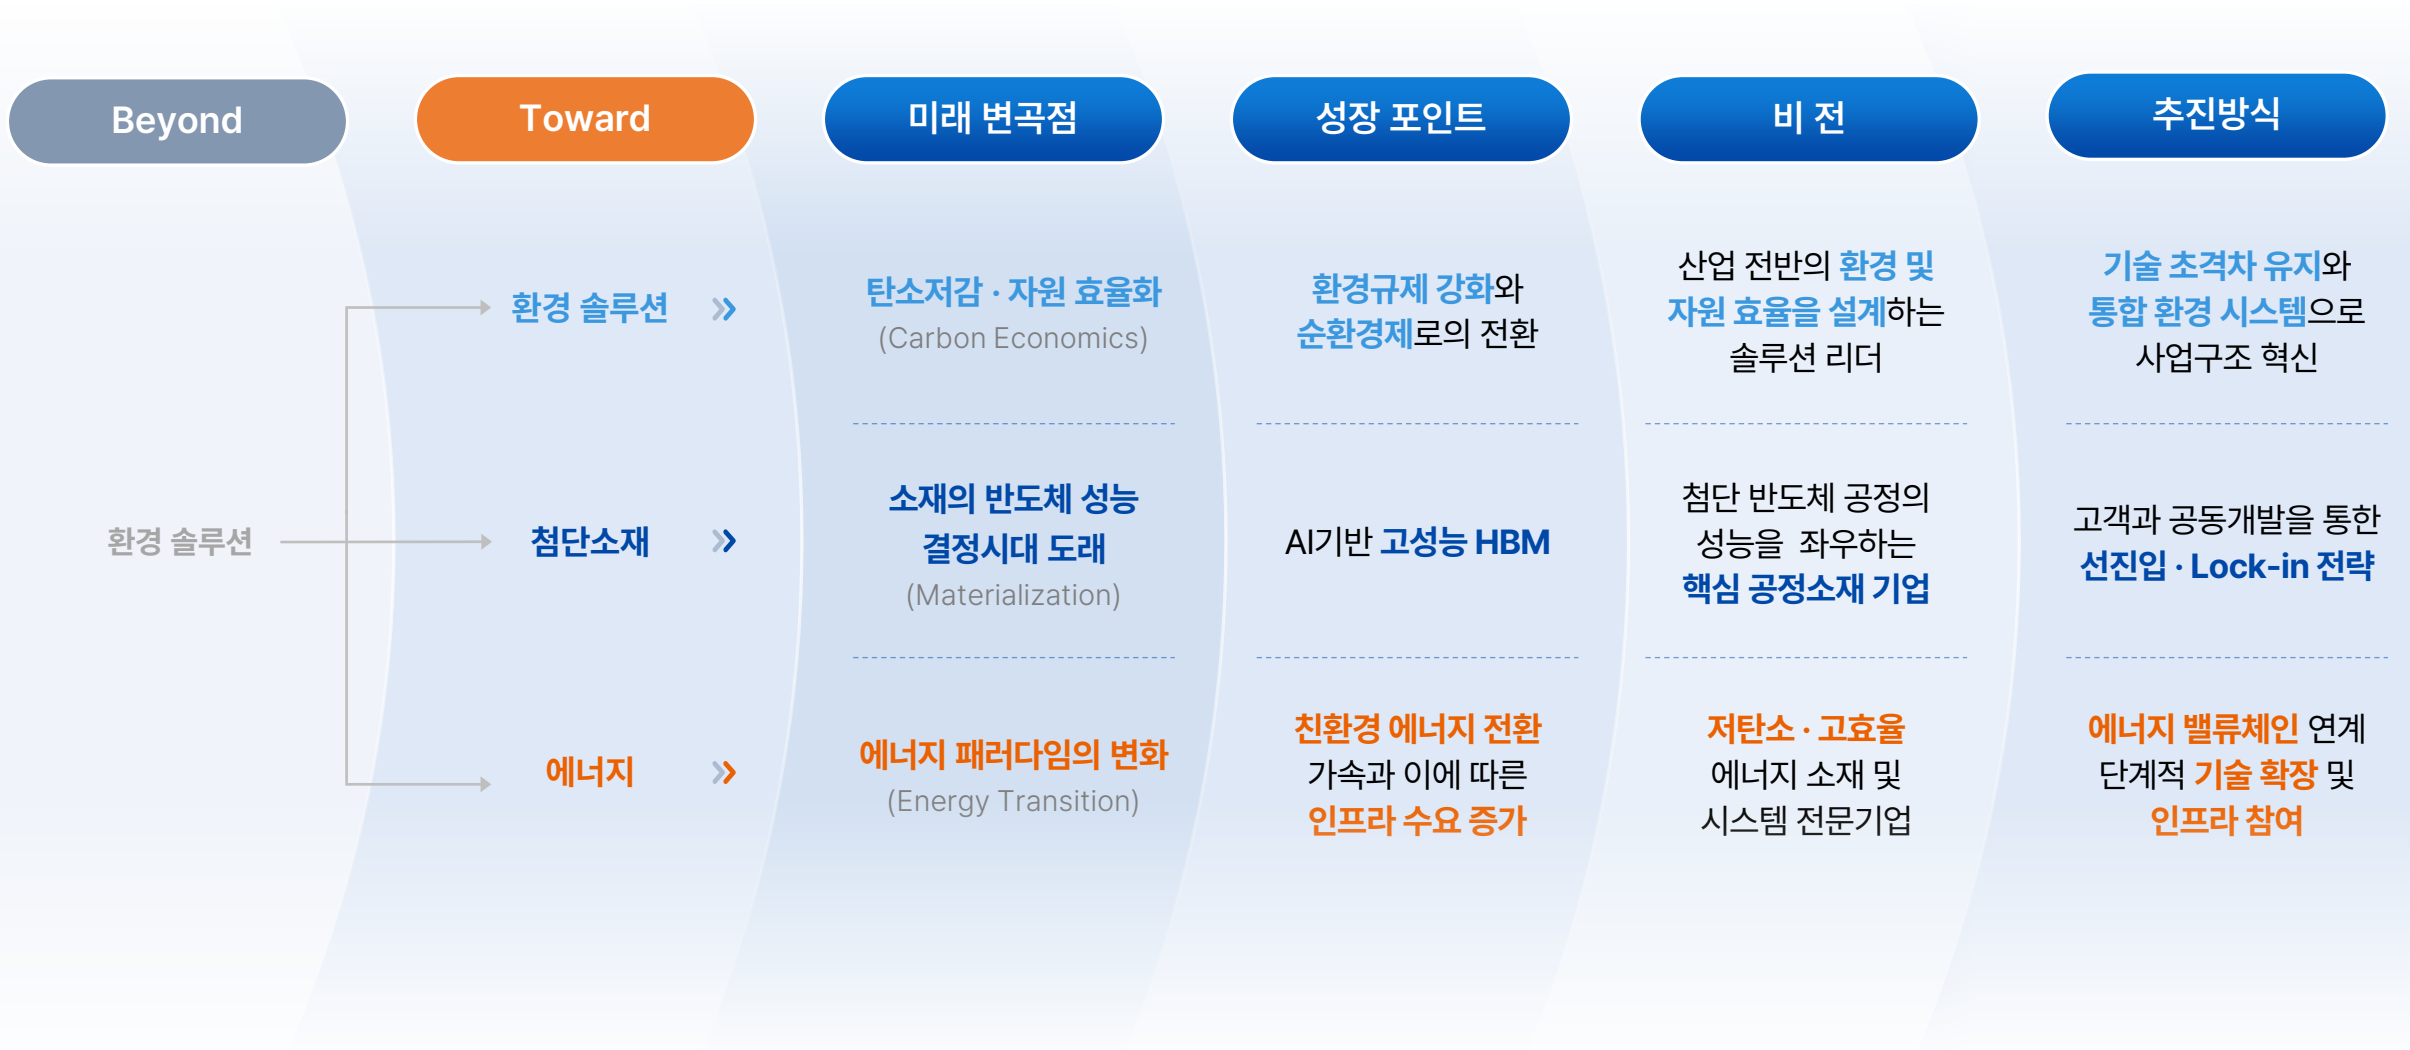 Beyond
Toward
미래 변곡점
성장 포인트
비 전
추진방식
환경 솔루션
환경 솔루션
탄소저감 · 자원 효율화
(Carbon Economics)
환경규제 강화와
순환경제로의 전환
산업 전반의 환경 및
자원 효율을 설계하는
솔루션 리더
기술 초격차 유지와
통합 환경 시스템으로
사업구조 혁신
첨단소재
소재의 반도체 성능
결정시대 도래
(Materialization)
AI기반 고성능 HBM
첨단 반도체 공정의
성능을 좌우하는
핵심 공정소재 기업
고객과 공동개발을 통한
선진입 · Lock-in 전략
에너지
에너지 패러다임의 변화
(Energy Transition)
친환경 에너지 전환
가속과 이에 따른
인프라 수요 증가
저탄소 · 고효율
에너지 소재 및
시스템 전문기업
에너지 밸류체인 연계
단계적 기술 확장 및
인프라 참여